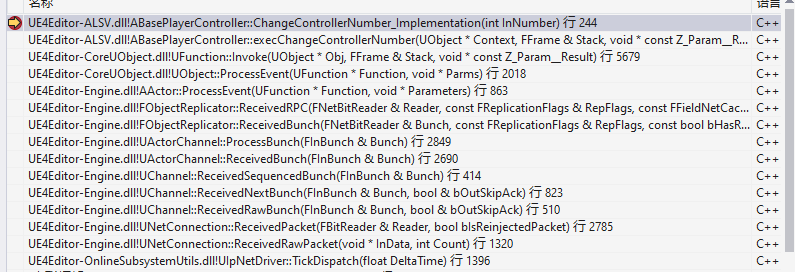 名称 语言
UE4Editor-ALSV.dll!ABasePlayerController::ChangeControllerNumber_Implementation(int InNumber) 行 244 C++
UE4Editor-ALSV.dll!ABasePlayerController::execChangeControllerNumber(UObject * Context, FFrame & Stack, void * const Z_Param__R... C++
UE4Editor-CoreUObject.dll!UFunction::Invoke(UObject * Obj, FFrame & Stack, void * const Z_Param__Result) 行 5679 C++
UE4Editor-CoreUObject.dll!UObject::ProcessEvent(UFunction * Function, void * Parms) 行 2018 C++
UE4Editor-Engine.dll!AActor::ProcessEvent(UFunction * Function, void * Parameters) 行 863 C++
UE4Editor-Engine.dll!FObjectReplicator::ReceivedRPC(FNetBitReader & Reader, const FReplicationFlags & RepFlags, const FFieldNetCac... C++
UE4Editor-Engine.dll!FObjectReplicator::ReceivedBunch(FNetBitReader & Bunch, const FReplicationFlags & RepFlags, const bool bHasR... C++
UE4Editor-Engine.dll!UActorChannel::ProcessBunch(FInBunch & Bunch) 行 2849 C++
UE4Editor-Engine.dll!UActorChannel::ReceivedBunch(FInBunch & Bunch) 行 2690 C++
UE4Editor-Engine.dll!UChannel::ReceivedSequencedBunch(FInBunch & Bunch) 行 414 C++
UE4Editor-Engine.dll!UChannel::ReceivedNextBunch(FInBunch & Bunch, bool & bOutSkipAck) 行 823 C++
UE4Editor-Engine.dll!UChannel::ReceivedRawBunch(FInBunch & Bunch, bool & bOutSkipAck) 行 510 C++
UE4Editor-Engine.dll!UNetConnection::ReceivedPacket(FBitReader & Reader, bool bIsReinjectedPacket) 行 2785 C++
UE4Editor-Engine.dll!UNetConnection::ReceivedRawPacket(void * InData, int Count) 行 1320 C++
UE4Editor-OnlineSubsystemUtils.dll!UIpNetDriver::TickDispatch(float DeltaTime) 行 1396 C++